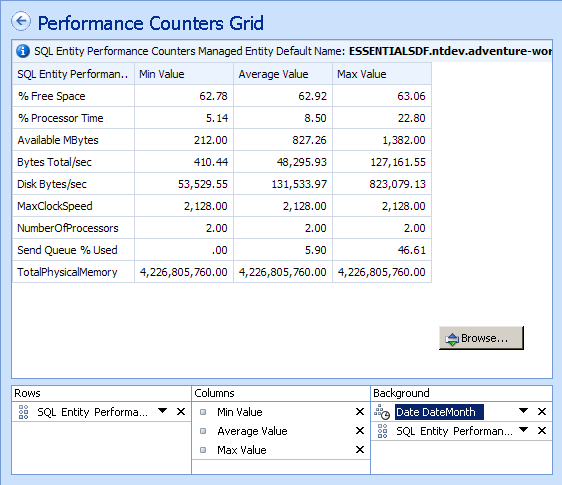 Performance Counters Grid
SQL Entity Performance Counters Managed Entity Default Name: ESSENTIALSDF.ntdev.adventure-wor
SQL Entity Performan.. Min Value Average Value Max Value
% Free Space 62.78 62.92 63.06
% Processor Time 5.14 8.50 22.80
Available MBytes 212.00 827.26 1,382.00
Bytes Total/sec 410.44 48,295.93 127,161.55
Disk Bytes/sec 53,529.55 131,533.97 823,079.13
MaxClockSpeed 2,128.00 2,128.00 2,128.00
NumberOfProcessors 2.00 2.00 2.00
Send Queue % Used .00 5.90 46.61
TotalPhysicalMemory 4,226,805,760.00 4,226,805,760.00 4,226,805,760.00
Browse...
Rows Columns Background
SQL Entity Performa... Min Value Date DateMonth
Average Value SQL Entity Performan...
Max Value